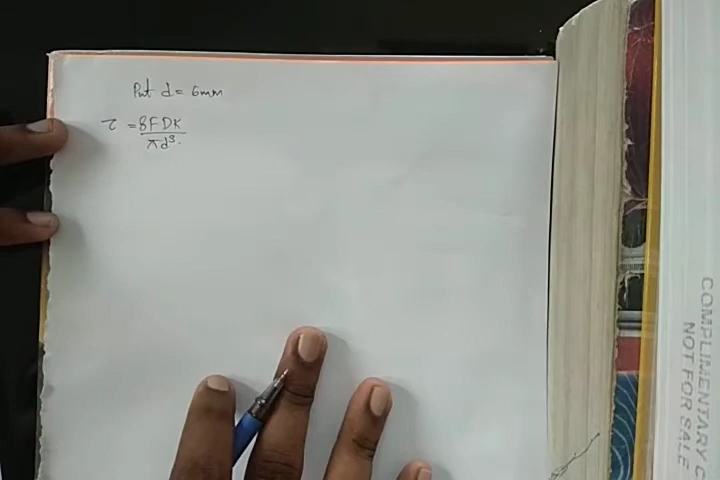 Put d = 6mm
τ = 8FDK
πd³.
COMPLIMENTARY C
NOT FOR SALE